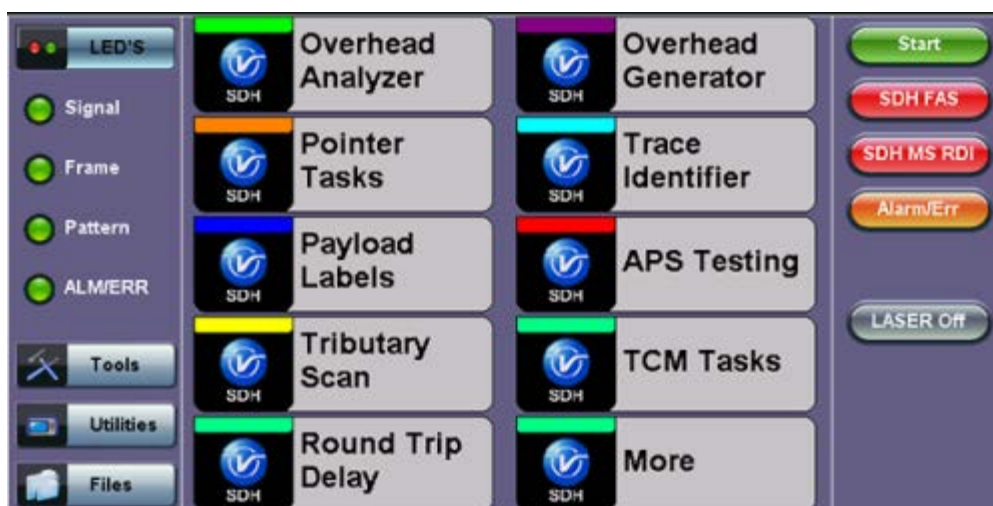 LED'S
Signal
Frame
Pattern
ALM/ERR
Tools
Utilities
Files
SDH
Overhead
Analyzer
SDH
Overhead
Generator
SDH
Pointer
Tasks
SDH
Trace
Identifier
SDH
Payload
Labels
SDH
APS Testing
SDH
Tributary
Scan
SDH
TCM Tasks
SDH
Round Trip
Delay
SDH
More
Start
SDH FAS
SDH MS RDI
Alarm/Err
LASER Off